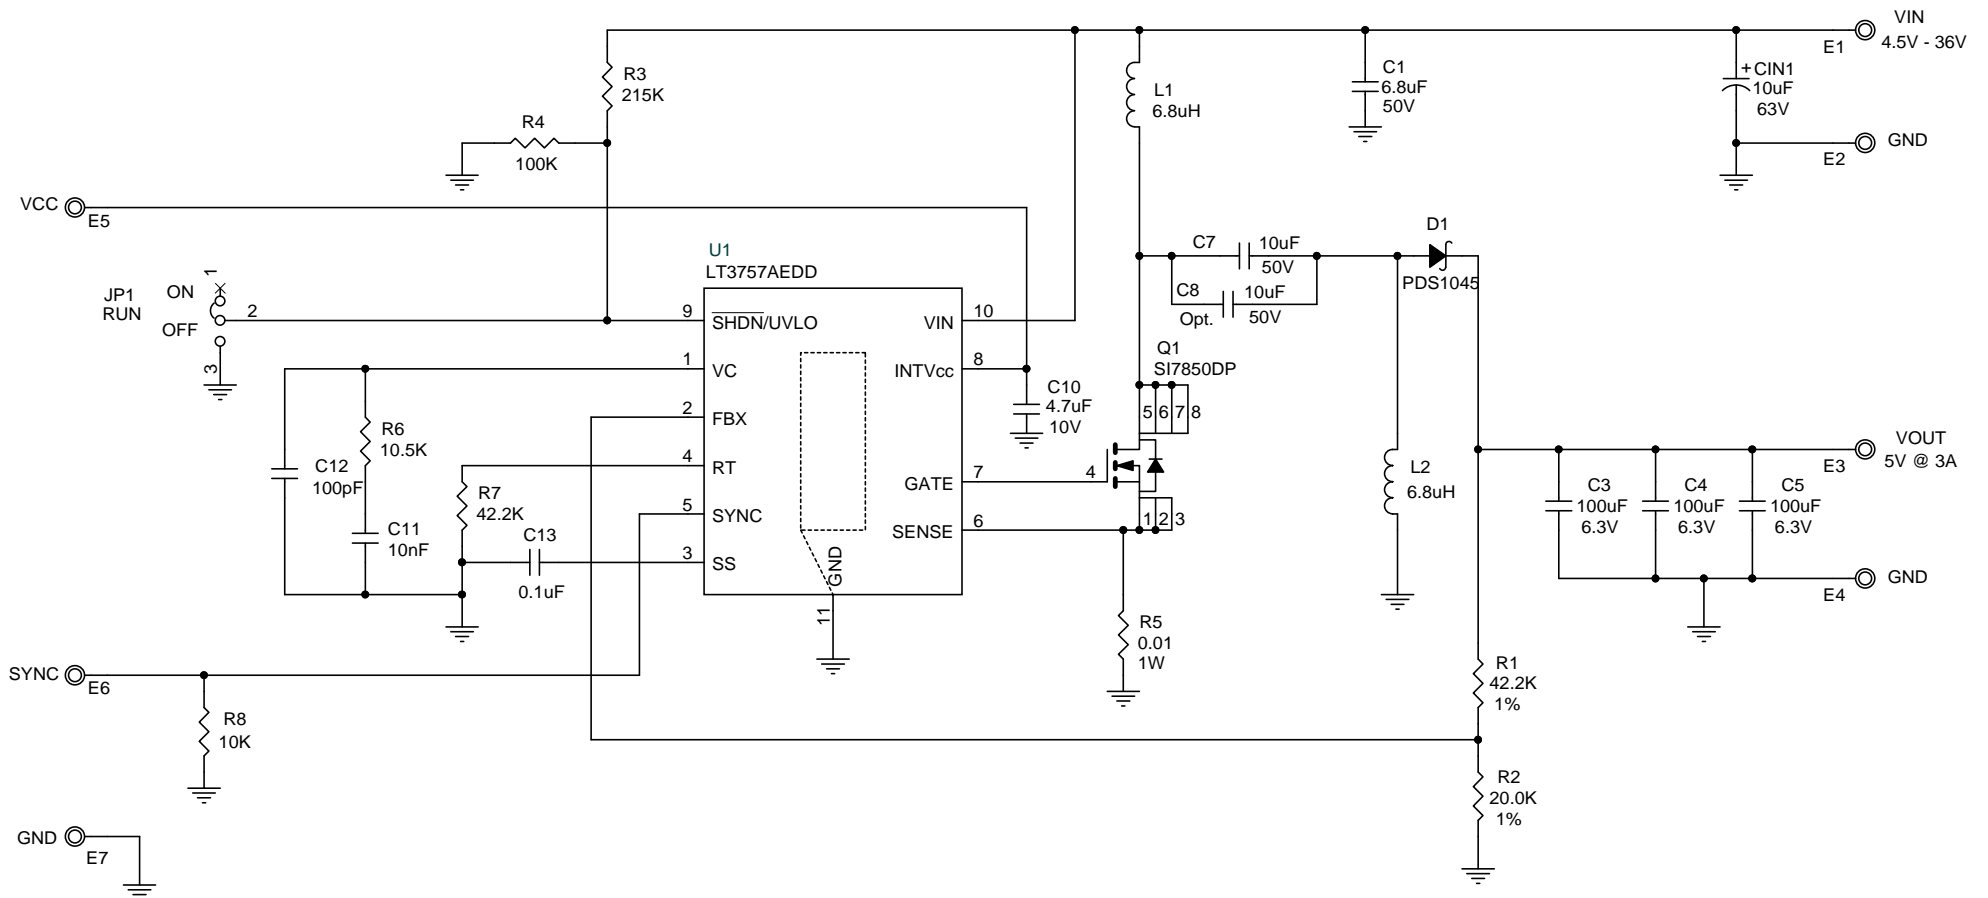 VIN
4.5V - 36V
E1
R3
215K
L1
6.8uH
C1
6.8uF
50V
+
CIN1
10uF
63V
R4
100K
GND
E2
VCC
E5
D1
PDS1045
C7
10uF
50V
C8
10uF
Opt.
50V
U1
LT3757AEDD
JP1
RUN
ON
OFF
1
2
3
9
SHDN/UVLO
VIN
10
1
VC
INTVcc
8
2
FBX
4
RT
GATE
7
5
SYNC
SENSE
6
3
SS
GND
11
C10
4.7uF
10V
Q1
SI7850DP
5
6
7
8
4
1
2
3
R6
10.5K
C12
100pF
C11
10nF
R7
42.2K
C13
0.1uF
L2
6.8uH
VOUT
5V @ 3A
E3
C3
100uF
6.3V
C4
100uF
6.3V
C5
100uF
6.3V
GND
E4
R5
0.01
1W
R1
42.2K
1%
SYNC
E6
R8
10K
R2
20.0K
1%
GND
E7